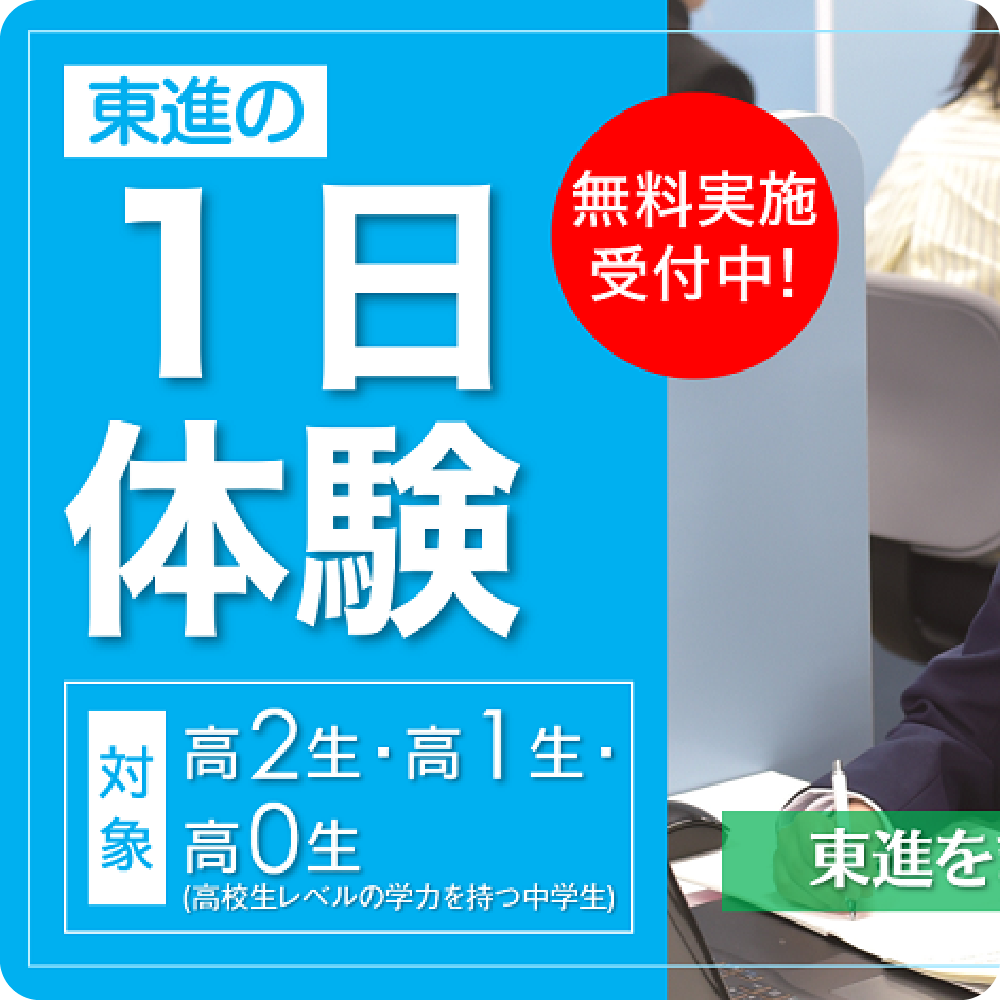 東進の
1日
体験
無料実施
受付中!
対象
高2生・高1生・
高0生
(高校生レベルの学力を持つ中学生)
東進を